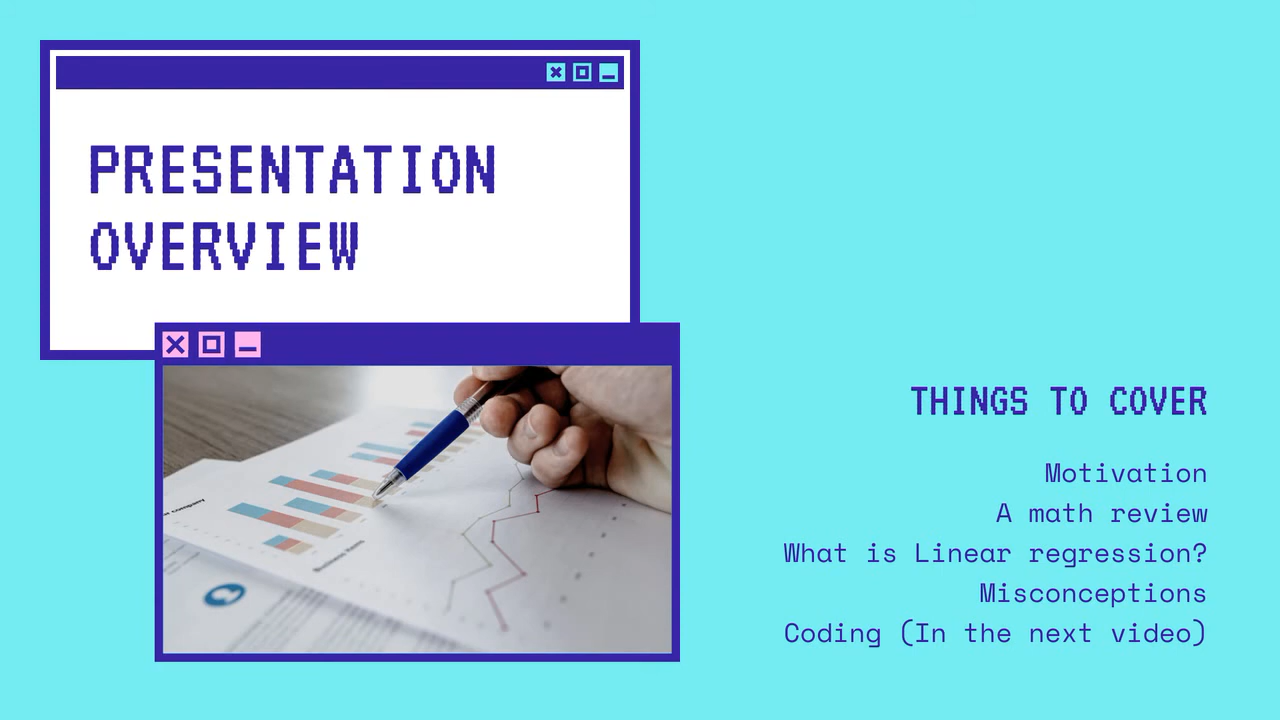 PRESENTATION
OVERVIEW
THINGS TO COVER
Motivation
A math review
What is Linear regression?
Misconceptions
Coding (In the next video)